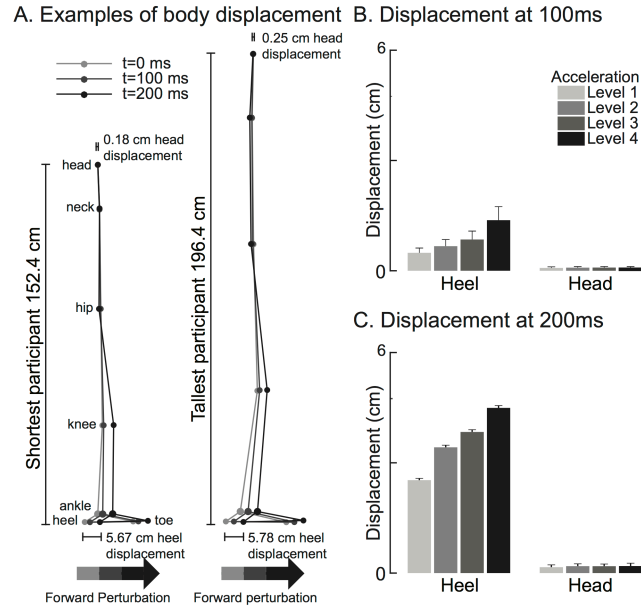 A. Examples of body displacement
0.25 cm head
displacement
t=0 ms
t=100 ms
t=200 ms
0.18 cm head
displacement
head
neck
hip
knee
ankle
heel
toe
Shortest participant 152.4 cm
Tallest participant 196.4 cm
5.67 cm heel
displacement
5.78 cm heel
displacement
Forward Perturbation
Forward perturbation
B. Displacement at 100ms
6
Displacement (cm)
0
Acceleration
Level 1
Level 2
Level 3
Level 4
Heel
Head
C. Displacement at 200ms
6
Displacement (cm)
0
Heel
Head